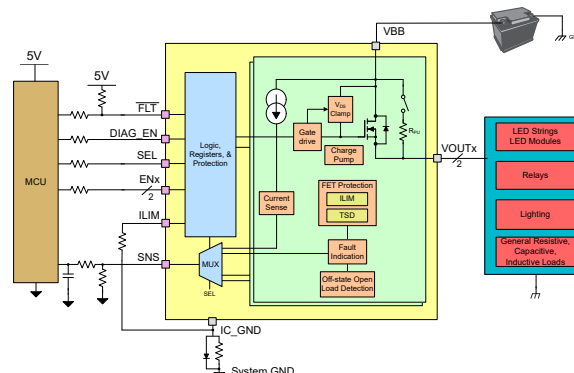 VBB
5V
5V
MCU
FLT
DIAG_EN
SEL
ENx
2
ILIM
SNS
Logic,
Registers, &
Protection
MUX
SEL
Current
Sense
Gate
drive
VDS
Clamp
Charge
Pump
RPU
FET Protection
ILIM
TSD
Fault
Indication
Off-state Open
Load Detection
VOUTx
2
LED Strings
LED Modules
Relays
Lighting
General Resistive,
Capacitive,
Inductive Loads
IC_GND
System GND